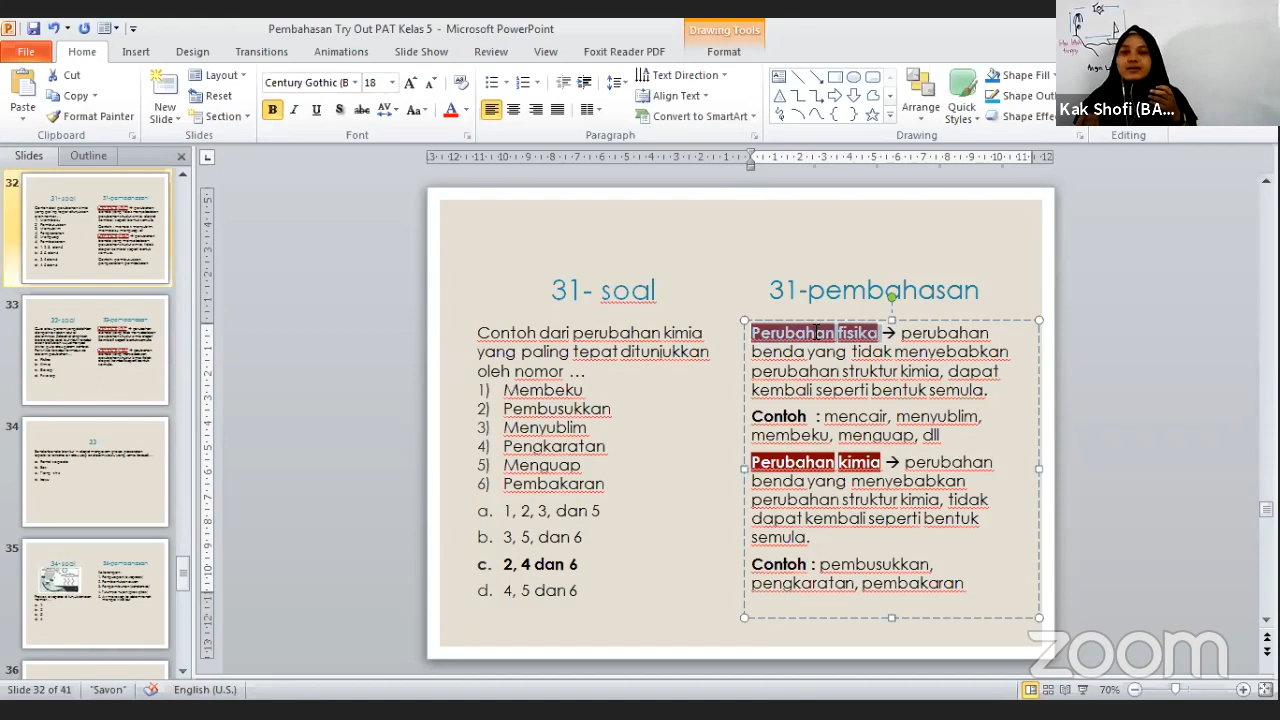 Pembahasan Try Out PAT Kelas 5 - Microsoft PowerPoint
Drawing Tools
File Home Insert Design Transitions Animations Slide Show Review View Foxit Reader PDF Format
Cut
Copy
Format Painter
Paste
Clipboard
New Slide
Layout
Reset
Section
Slides
Century Gothic (B 18
Font
Text Direction
Align Text
Convert to SmartArt
Paragraph
Arrange
Quick Styles
Shape Fill
Shape Effe
Drawing
Editing
Kak Shofi (BA...
Slides Outline
32
33
34
35
36
31- soal
Contoh dari perubahan kimia
yang paling tepat ditunjukkan
oleh nomor …
1) Membeku
2) Pembusukkan
3) Menyublim
4) Pengkaratan
5) Menguap
6) Pembakaran
a. 1, 2, 3, dan 5
b. 3, 5, dan 6
c. 2, 4 dan 6
d. 4, 5 dan 6
31-pembahasan
Perubahan fisika → perubahan
benda yang tidak menyebabkan
perubahan struktur kimia, dapat
kembali seperti bentuk semula.
Contoh : mencair, menyublim,
membeku, menguap, dll
Perubahan kimia → perubahan
benda yang menyebabkan
perubahan struktur kimia, tidak
dapat kembali seperti bentuk
semula.
Contoh : pembusukkan,
pengkaratan, pembakaran
zoom
Slide 32 of 41 "Savon" English (U.S.) 70%